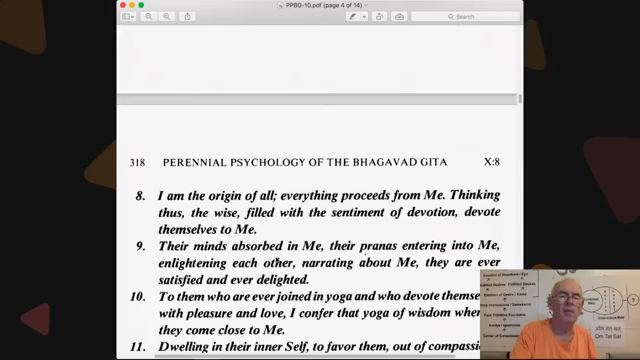 PPBG-10.pdf (page 4 of 14)
Search
318 PERENNIAL PSYCHOLOGY OF THE BHAGAVAD GITA X:8
8. I am the origin of all; everything proceeds from Me. Thinking
thus, the wise, filled with the sentiment of devotion, devote
themselves to Me.
9. Their minds absorbed in Me, their pranas entering into Me,
enlightening each other, narrating about Me, they are ever
satisfied and ever delighted.
10. To them who are ever joined in yoga and who devote themse
with pleasure and love, I confer that yoga of wisdom wher
they come close to Me.
11. Dwelling in their inner Self, to favor them, out of compass
Om Tat Sat